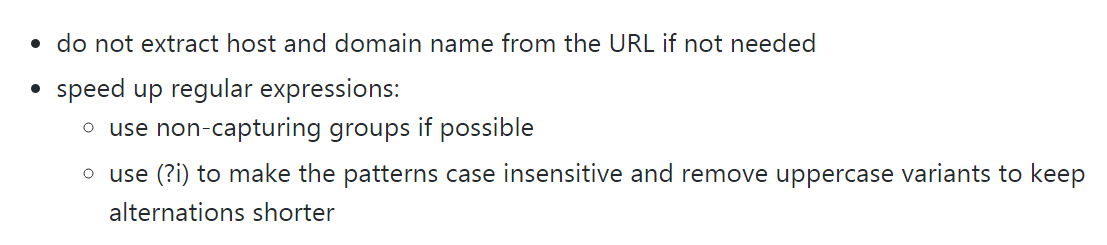 do not extract host and domain name from the URL if not needed
speed up regular expressions:
use non-capturing groups if possible
use (?i) to make the patterns case insensitive and remove uppercase variants to keep
alternations shorter